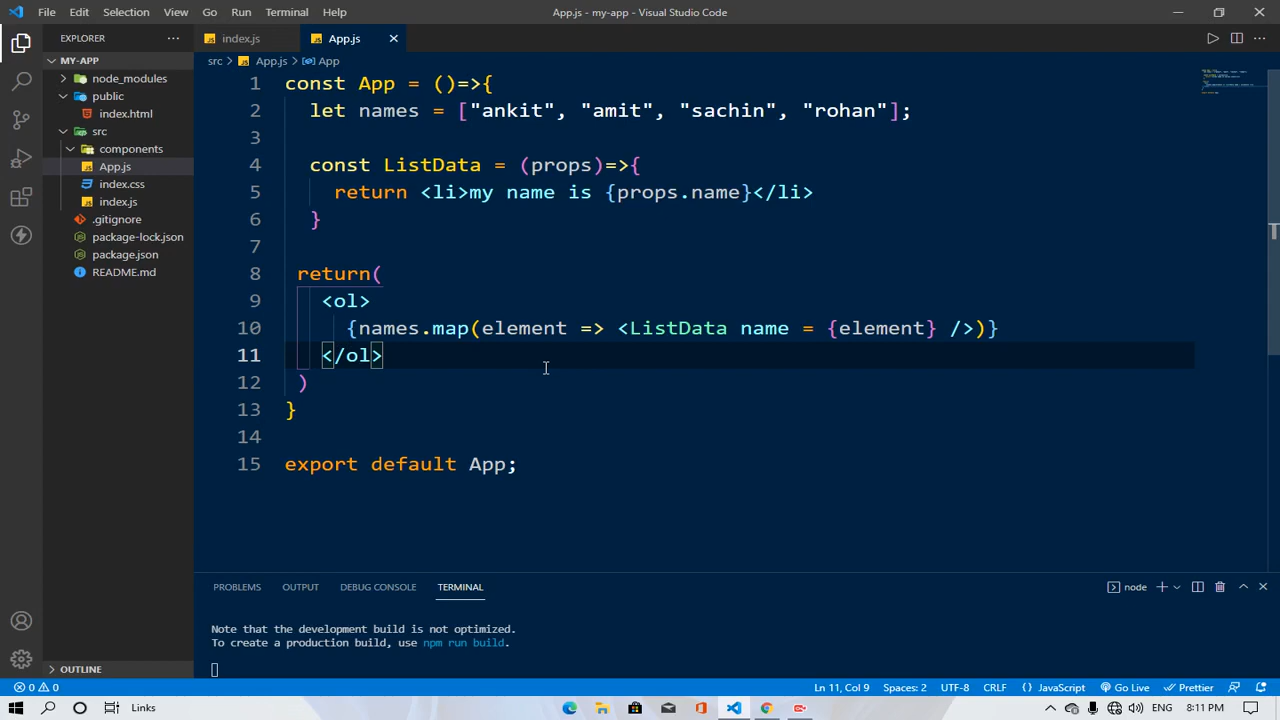 File Edit Selection View Go Run Terminal Help
App.js - my-app - Visual Studio Code
EXPLORER
MY-APP
node_modules
public
index.html
src
components
App.js
index.css
index.js
.gitignore
package-lock.json
package.json
README.md
OUTLINE
index.js
App.js
src > App.js > App
1 const App = ()=>{
2 let names = ["ankit", "amit", "sachin", "rohan"];
3
4 const ListData = (props)=>{
5 return <li>my name is {props.name}</li>
6 }
7
8 return(
9 <ol>
10 {names.map(element => <ListData name = {element} />)}
11 </ol>
12 )
13 }
14
15 export default App;
PROBLEMS OUTPUT DEBUG CONSOLE TERMINAL
node
Note that the development build is not optimized.
To create a production build, use npm run build.
0 0
Ln 11, Col 9 Spaces: 2 UTF-8 CRLF {} JavaScript Go Live Prettier
Links
ENG 8:11 PM